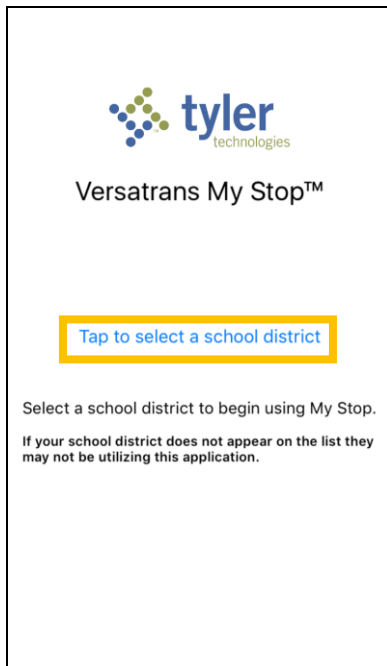 tyler
technologies
Versatrans My Stop™
Tap to select a school district
Select a school district to begin using My Stop.
If your school district does not appear on the list they
may not be utilizing this application.